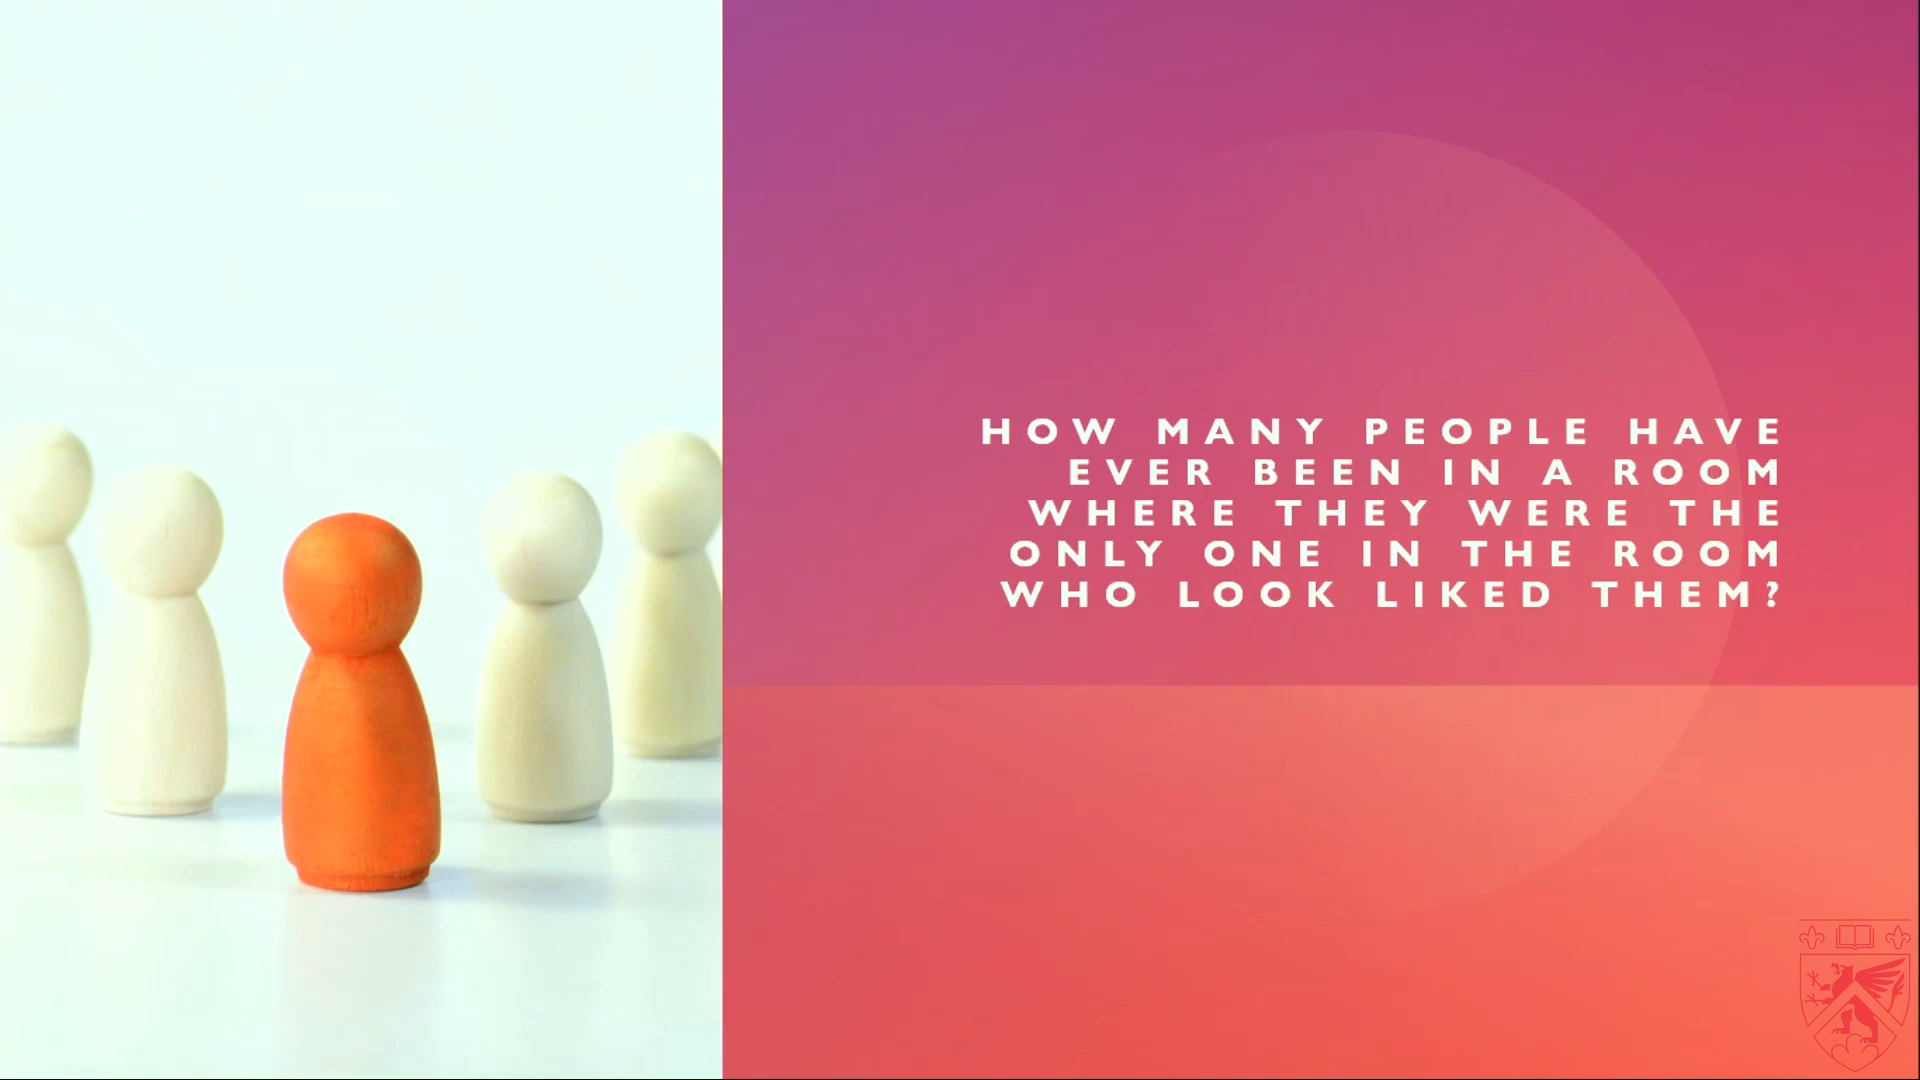 HOW MANY PEOPLE HAVE
EVER BEEN IN A ROOM
WHERE THEY WERE THE
ONLY ONE IN THE ROOM
WHO LOOK LIKED THEM?